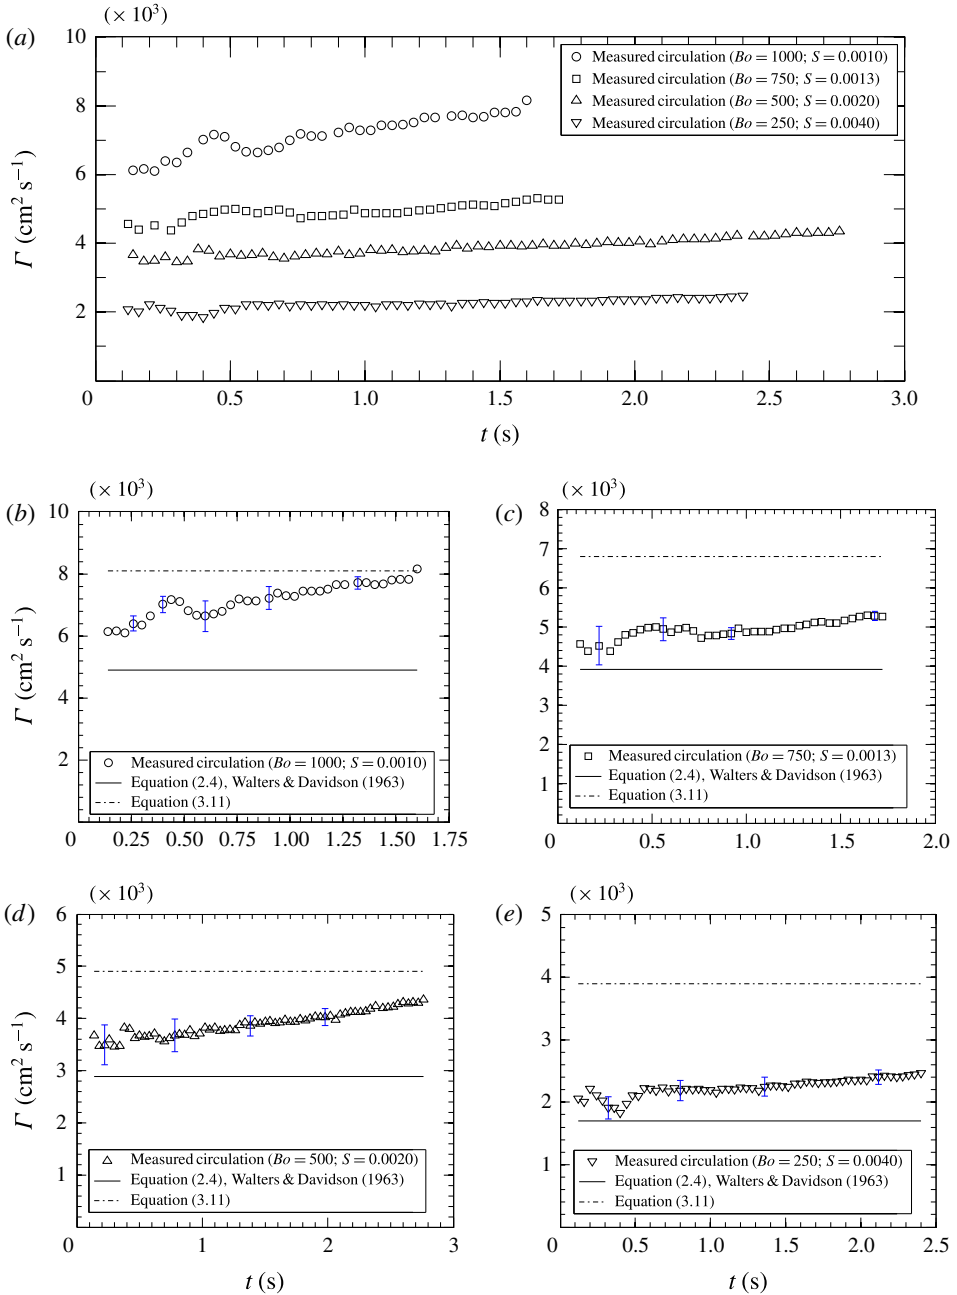 (× 10³)
(a)
10
8
6
4
2
0
0.5
1.0
1.5
2.0
2.5
3.0
Γ (cm² s⁻¹)
t (s)
Measured circulation (Bo = 1000; S = 0.0010)
Measured circulation (Bo = 750; S = 0.0013)
Measured circulation (Bo = 500; S = 0.0020)
Measured circulation (Bo = 250; S = 0.0040)
(× 10³)
(b)
10
8
6
4
2
0
0.25
0.50
0.75
1.00
1.25
1.50
1.75
Γ (cm² s⁻¹)
Measured circulation (Bo = 1000; S = 0.0010)
Equation (2.4), Walters & Davidson (1963)
Equation (3.11)
(× 10³)
(c)
8
7
6
5
4
3
2
1
0
0.5
1.0
1.5
2.0
Measured circulation (Bo = 750; S = 0.0013)
Equation (2.4), Walters & Davidson (1963)
Equation (3.11)
(× 10³)
(d)
6
5
4
3
2
1
0
1
2
3
Γ (cm² s⁻¹)
t (s)
Measured circulation (Bo = 500; S = 0.0020)
Equation (2.4), Walters & Davidson (1963)
Equation (3.11)
(× 10³)
(e)
5
4
3
2
1
0
0.5
1.0
1.5
2.0
2.5
t (s)
Measured circulation (Bo = 250; S = 0.0040)
Equation (2.4), Walters & Davidson (1963)
Equation (3.11)